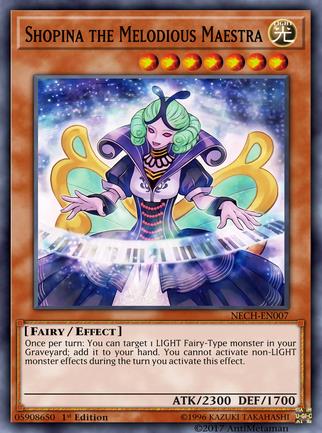 Shopina the Melodious Maestra
LIGHT
光
NECH-EN007
[ Fairy / Effect ]
Once per turn: You can target 1 LIGHT Fairy-Type monster in your
Graveyard; add it to your hand. You cannot activate non-LIGHT
monster effects during the turn you activate this effect.
ATK/2300 DEF/1700
05908650 1st Edition ©1996 KAZUKI TAKAHASHI
©2017 AntiMetaman